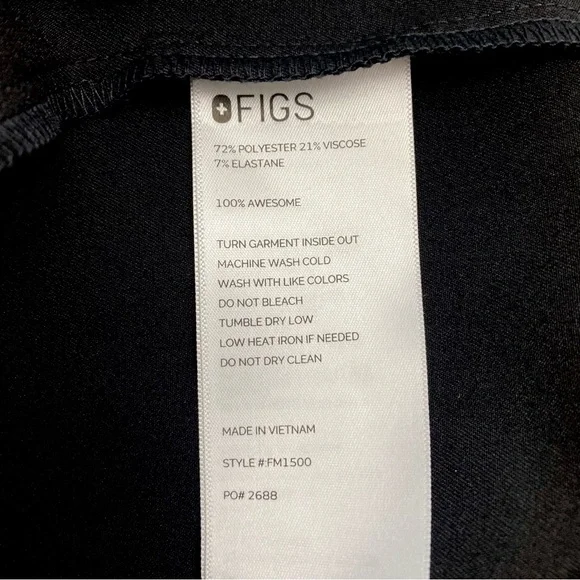 FIGS
72% POLYESTER 21% VISCOSE
7% ELASTANE
100% AWESOME
TURN GARMENT INSIDE OUT
MACHINE WASH COLD
WASH WITH LIKE COLORS
DO NOT BLEACH
TUMBLE DRY LOW
LOW HEAT IRON IF NEEDED
DO NOT DRY CLEAN
MADE IN VIETNAM
STYLE #:FM1500
PO# 2688